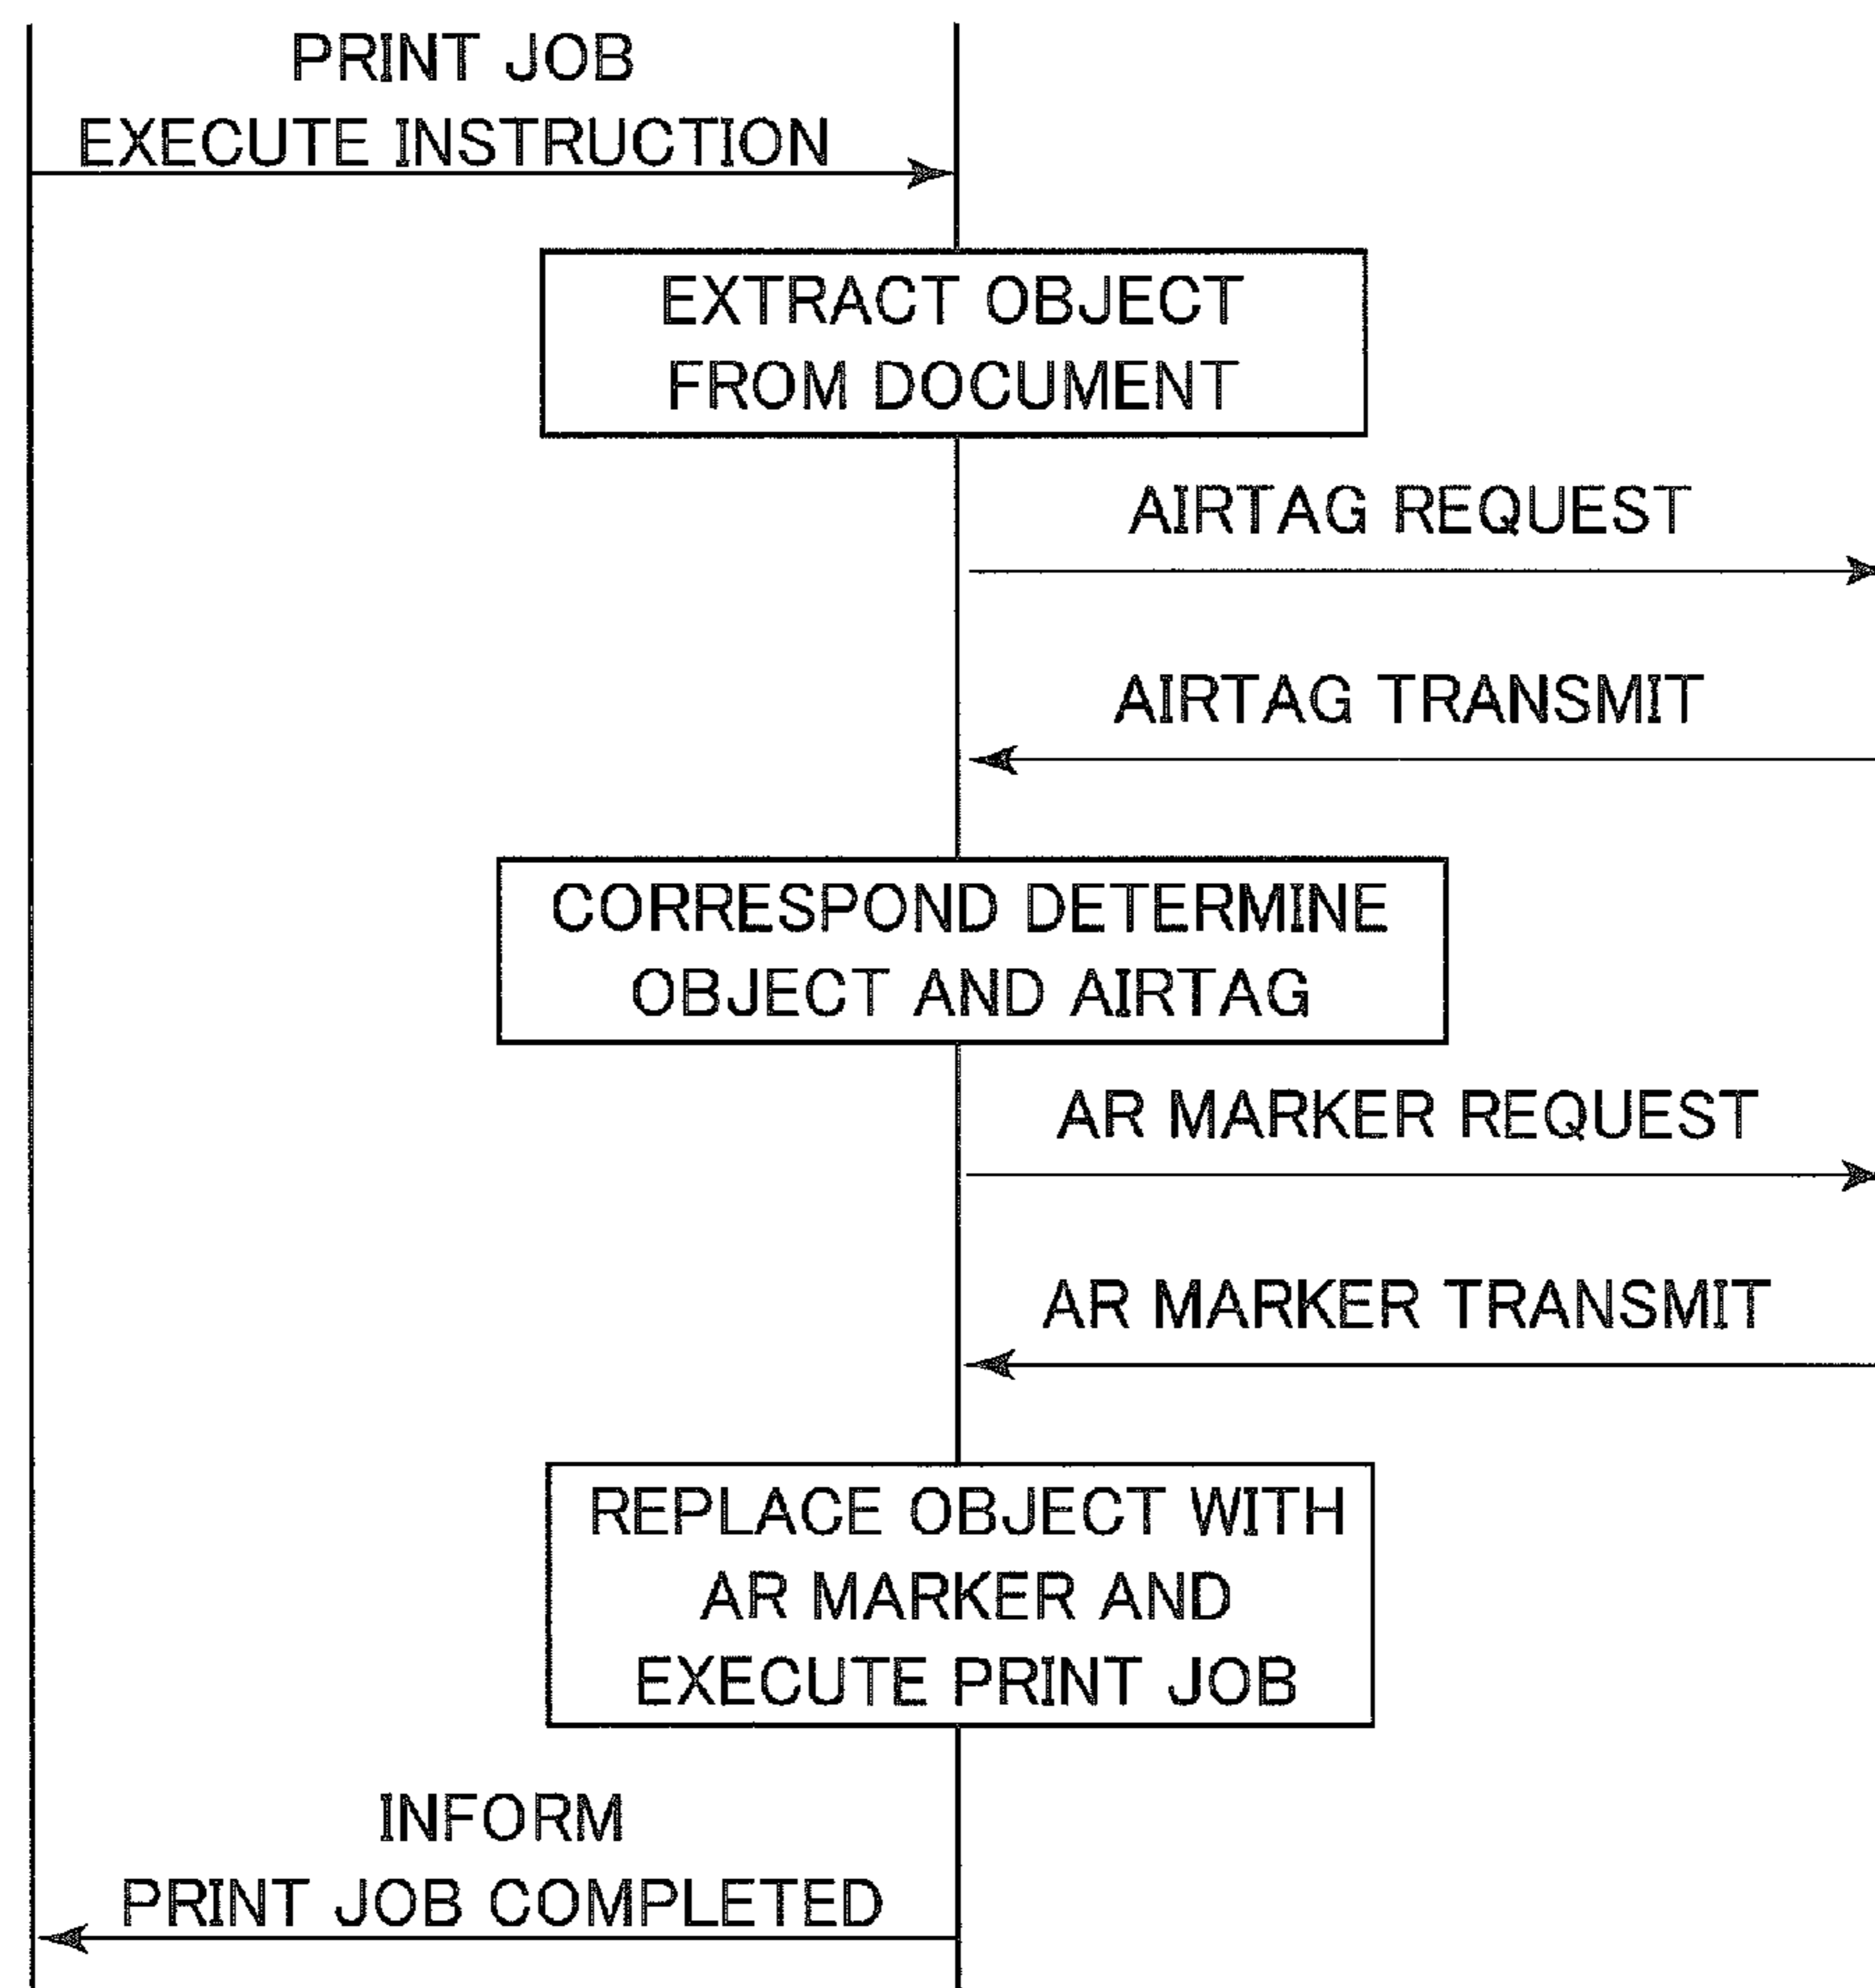 PRINT JOB
EXECUTE INSTRUCTION
EXTRACT OBJECT
FROM DOCUMENT
AIRTAG REQUEST
AIRTAG TRANSMIT
CORRESPOND DETERMINE
OBJECT AND AIRTAG
AR MARKER REQUEST
AR MARKER TRANSMIT
REPLACE OBJECT WITH
AR MARKER AND
EXECUTE PRINT JOB
INFORM
PRINT JOB COMPLETED